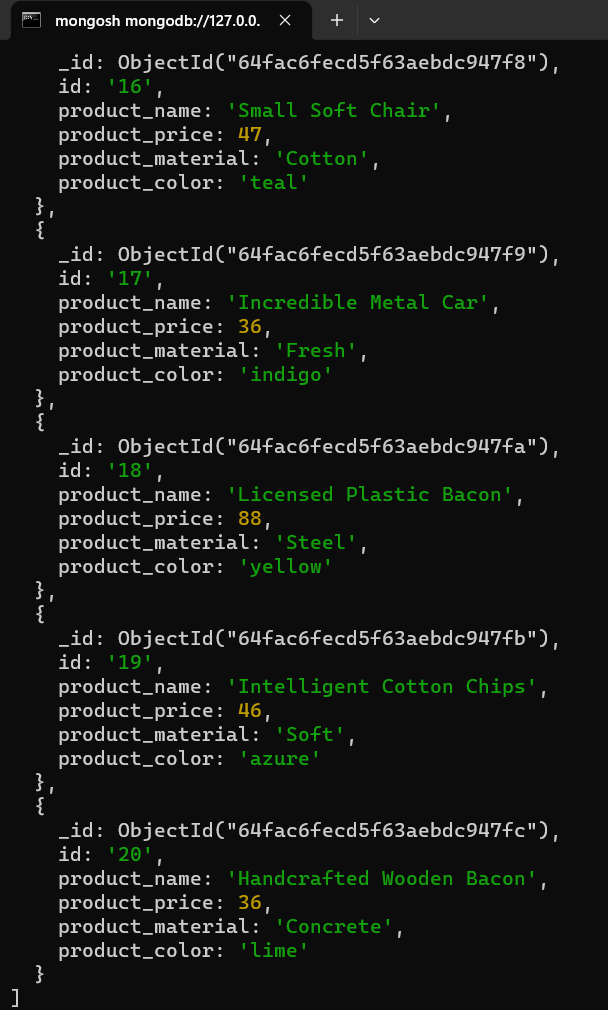 mongosh mongodb://127.0.0.
_id: ObjectId("64fac6fecd5f63aebdc947f8"),
id: '16',
product_name: 'Small Soft Chair',
product_price: 47,
product_material: 'Cotton',
product_color: 'teal'
},
{
_id: ObjectId("64fac6fecd5f63aebdc947f9"),
id: '17',
product_name: 'Incredible Metal Car',
product_price: 36,
product_material: 'Fresh',
product_color: 'indigo'
},
{
_id: ObjectId("64fac6fecd5f63aebdc947fa"),
id: '18',
product_name: 'Licensed Plastic Bacon',
product_price: 88,
product_material: 'Steel',
product_color: 'yellow'
},
{
_id: ObjectId("64fac6fecd5f63aebdc947fb"),
id: '19',
product_name: 'Intelligent Cotton Chips',
product_price: 46,
product_material: 'Soft',
product_color: 'azure'
},
{
_id: ObjectId("64fac6fecd5f63aebdc947fc"),
id: '20',
product_name: 'Handcrafted Wooden Bacon',
product_price: 36,
product_material: 'Concrete',
product_color: 'lime'
}
]